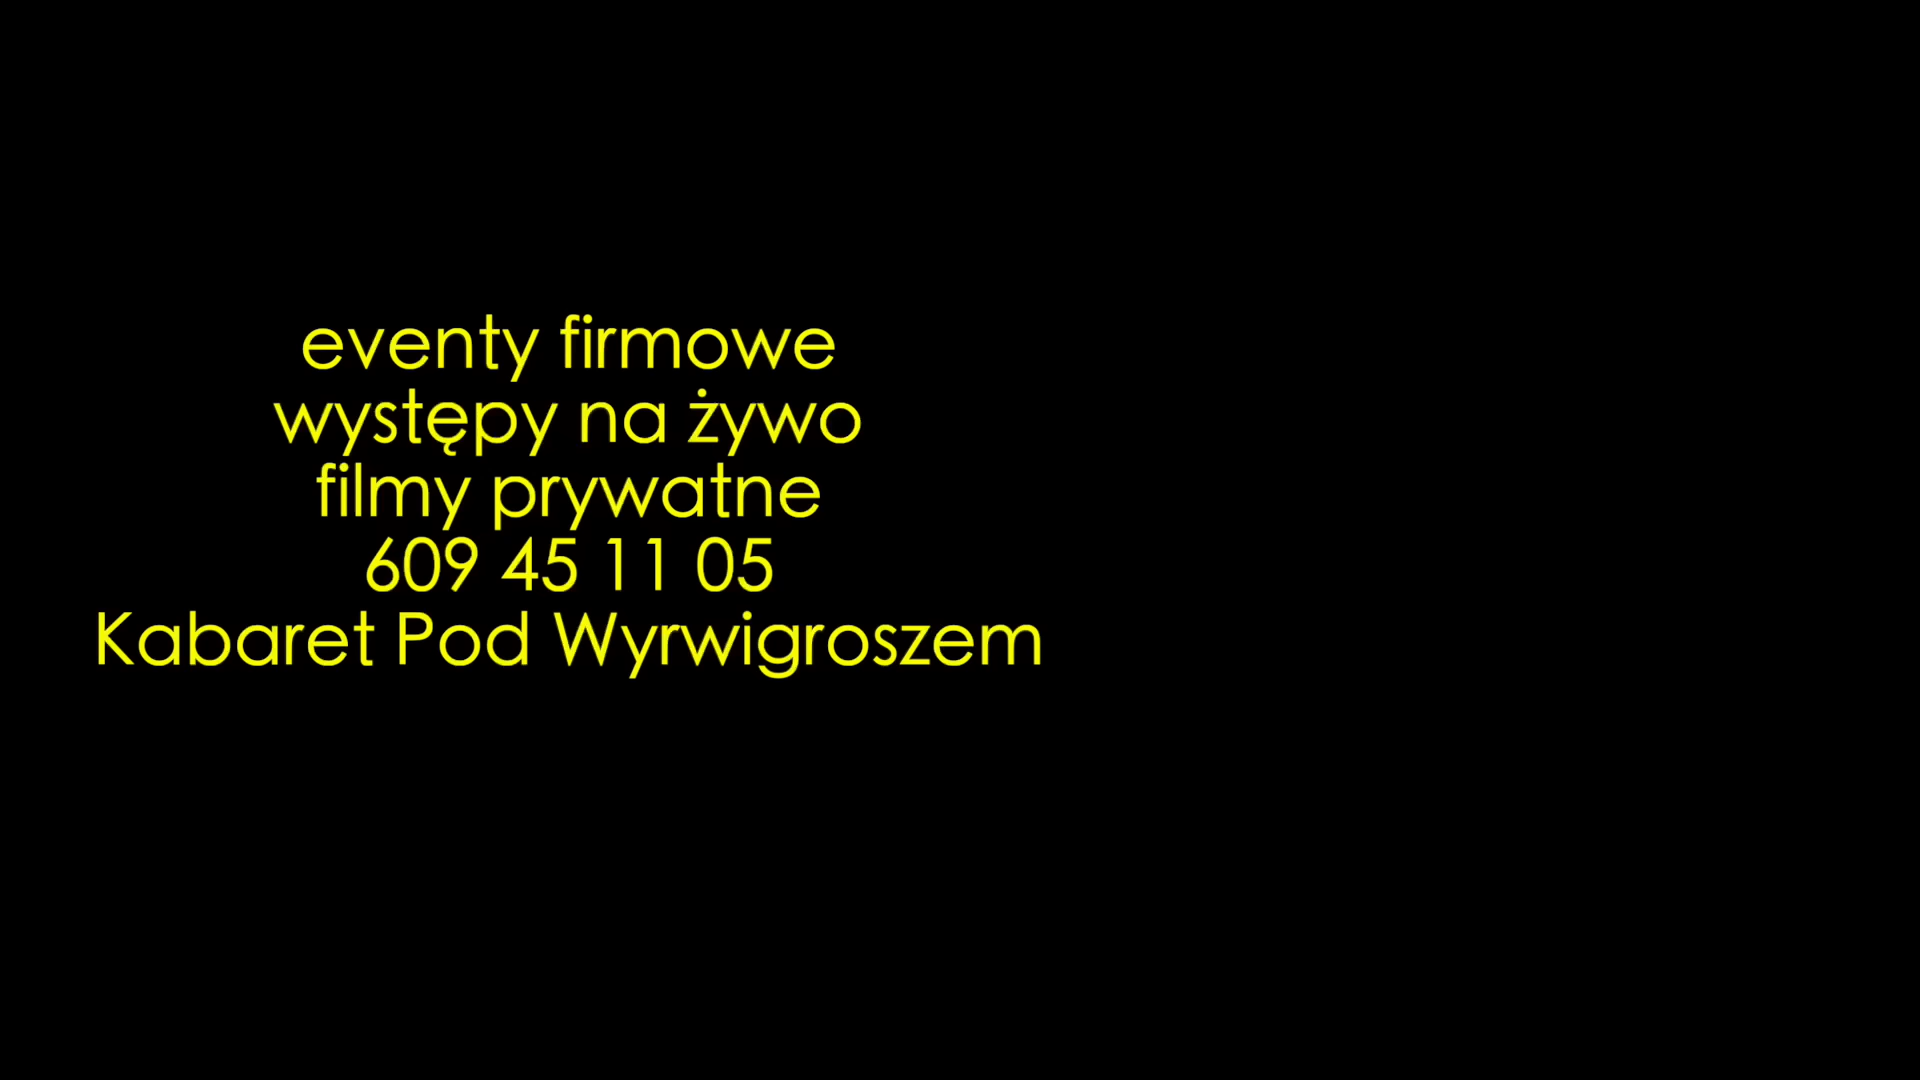 eventy firmowe
występy na żywo
filmy prywatne
609 45 11 05
Kabaret Pod Wyrwigroszem